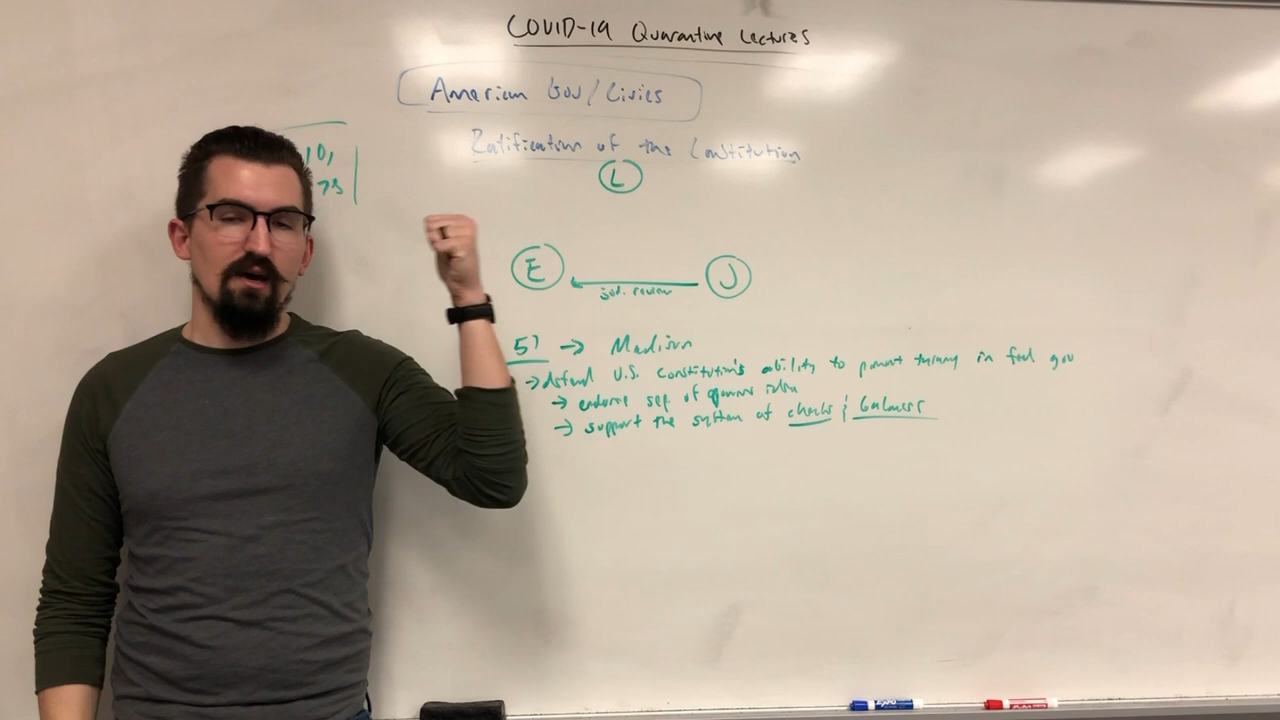 COVID-19 Quarantine Lectures
American Gov/Civics
Ratification of the Constitution
L
10,
E
J
jud. review
51 → Madison
→ defend U.S. Constitution's ability to prevent tyranny in fed gov
→ endorse sep. of powers idea
→ support the system of checks & balances
EXPO